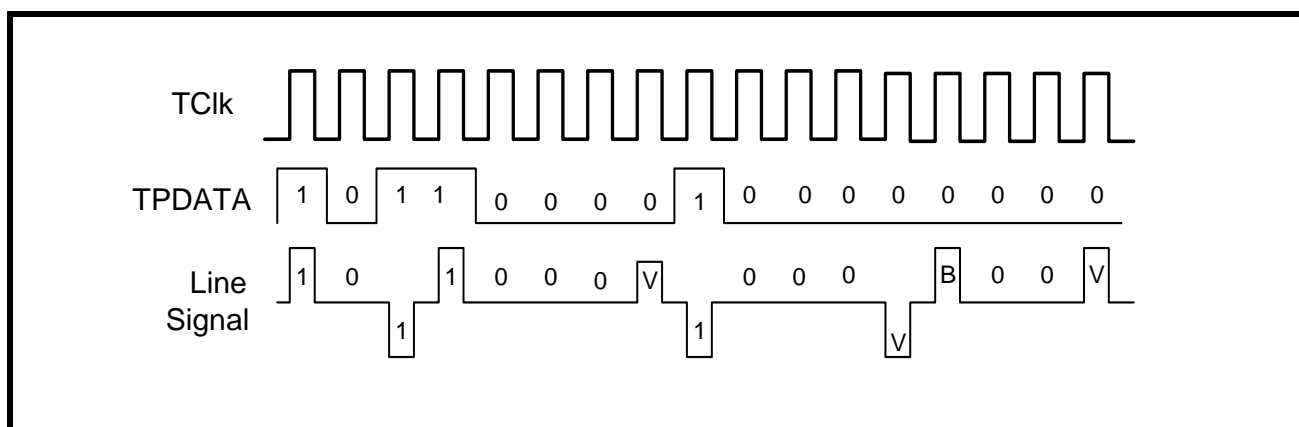 TClk
TPDATA 1 0 1 1 0 0 0 0 1 0 0 0 0 0 0 0 0
Line Signal 1 0 1 1 0 0 0 V 1 0 0 0 V B 0 0 V